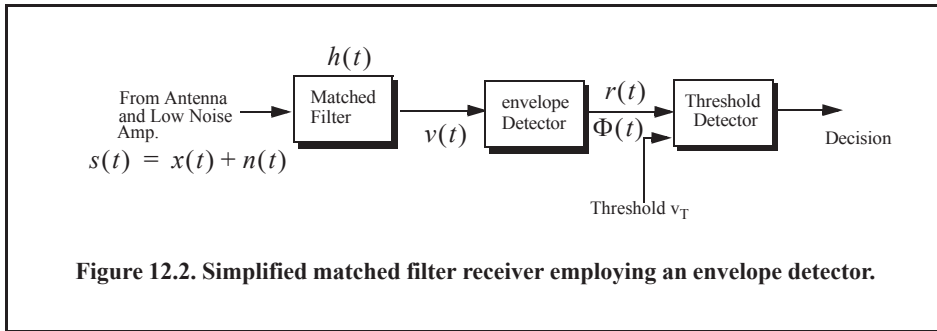 h(t)
From Antenna
and Low Noise
Amp.
s(t) = x(t) + n(t)
Matched
Filter
v(t)
envelope
Detector
r(t)
Φ(t)
Threshold
Detector
Decision
Threshold v_T
Figure 12.2. Simplified matched filter receiver employing an envelope detector.